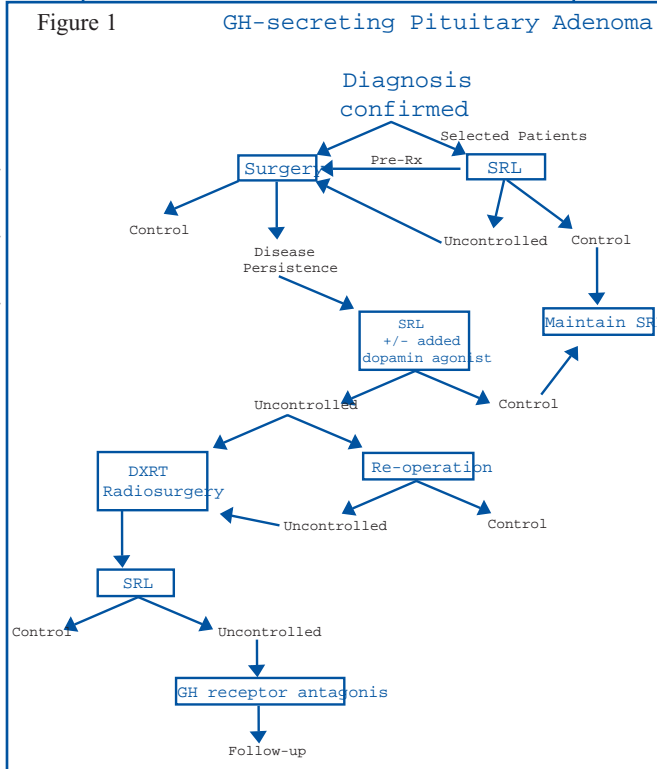 Figure 1
GH-secreting Pituitary Adenoma
Diagnosis
confirmed
Selected Patients
Surgery
Pre-Rx
SRL
Control
Uncontrolled
Control
Disease
Persistence
SRL
+/- added
dopamin agonist
Maintain SR
Uncontrolled
Control
DXRT
Radiosurgery
Re-operation
Uncontrolled
Control
SRL
Control
Uncontrolled
GH receptor antagonis
Follow-up